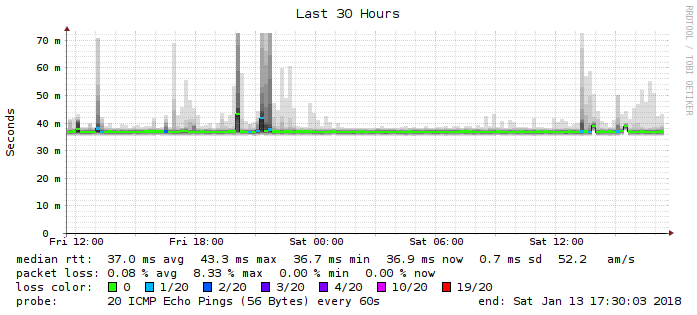 Last 30 Hours
RRDTOOL / TOBI OETIKER
Seconds
70 m
60 m
50 m
40 m
30 m
20 m
10 m
0
Fri 12:00 Fri 18:00 Sat 00:00 Sat 06:00 Sat 12:00
median rtt: 37.0 ms avg 43.3 ms max 36.7 ms min 36.9 ms now 0.7 ms sd 52.2 am/s
packet loss: 0.08 % avg 8.33 % max 0.00 % min 0.00 % now
loss color: 0 1/20 2/20 3/20 4/20 10/20 19/20
probe: 20 ICMP Echo Pings (56 Bytes) every 60s end: Sat Jan 13 17:30:03 2018